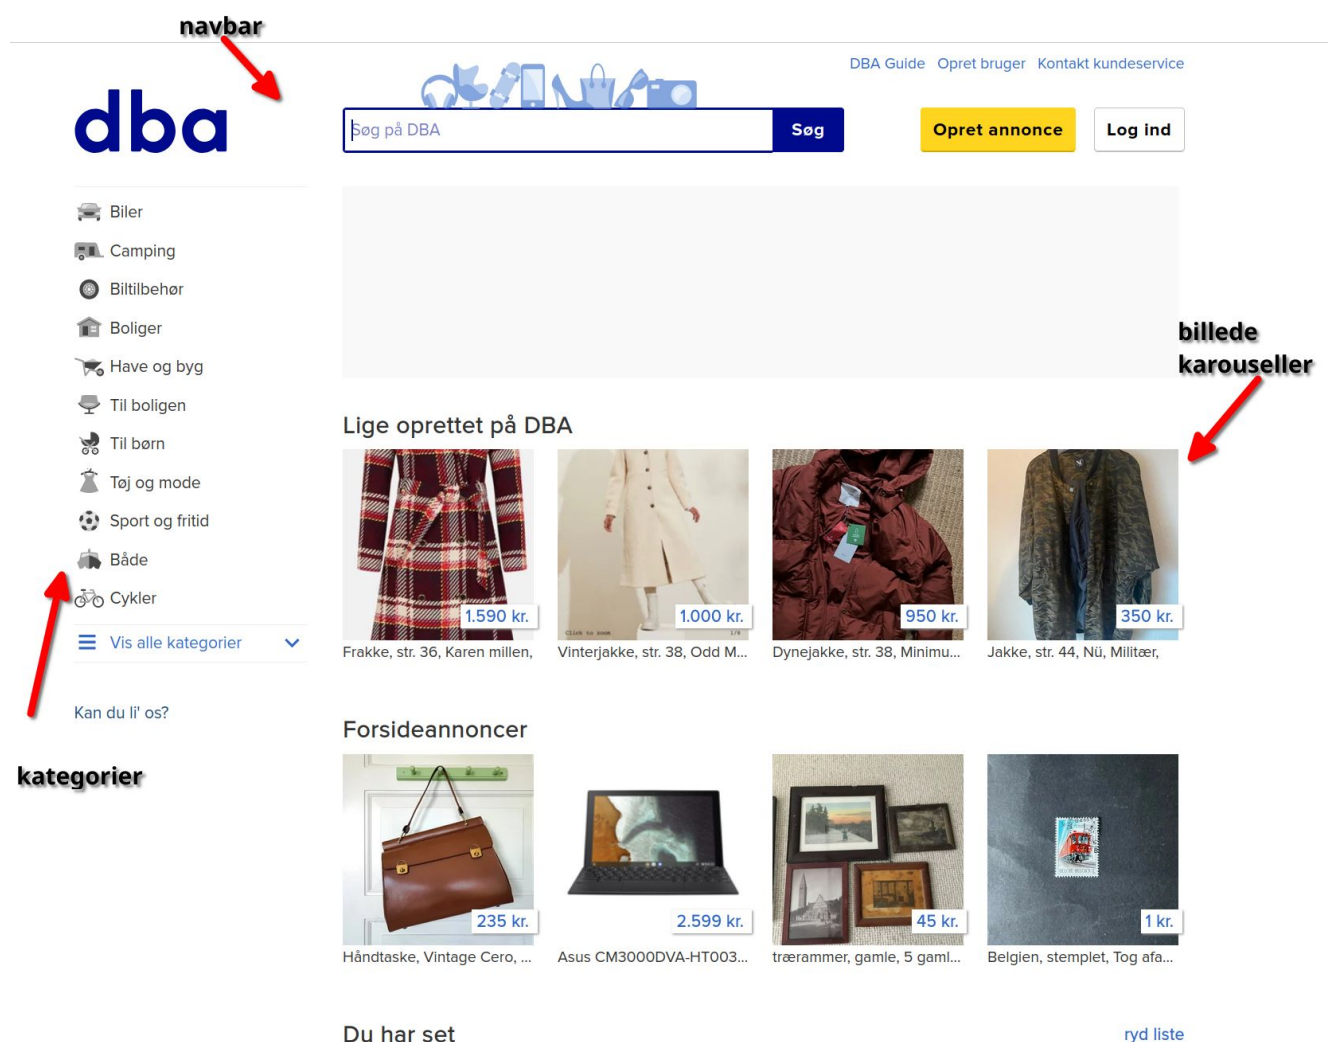 navbar
DBA Guide Opret bruger Kontakt kundeservice
dba
Søg på DBA
Søg
Opret annonce
Log ind
Biler
Camping
Biltilbehør
Boliger
Have og byg
Til boligen
Til børn
Tøj og mode
Sport og fritid
Både
Cykler
Vis alle kategorier
Kan du li' os?
kategorier
billede
karouseller
Lige oprettet på DBA
1.590 kr.
Click to zoom
1/8
1.000 kr.
950 kr.
350 kr.
Frakke, str. 36, Karen millen,
Vinterjakke, str. 38, Odd M...
Dynejakke, str. 38, Minimu...
Jakke, str. 44, Nü, Militær,
Forsideannoncer
235 kr.
2.599 kr.
45 kr.
1 kr.
Håndtaske, Vintage Cero, ...
Asus CM3000DVA-HT003...
trærammer, gamle, 5 gaml...
Belgien, stemplet, Tog afa...
Du har set
ryd liste